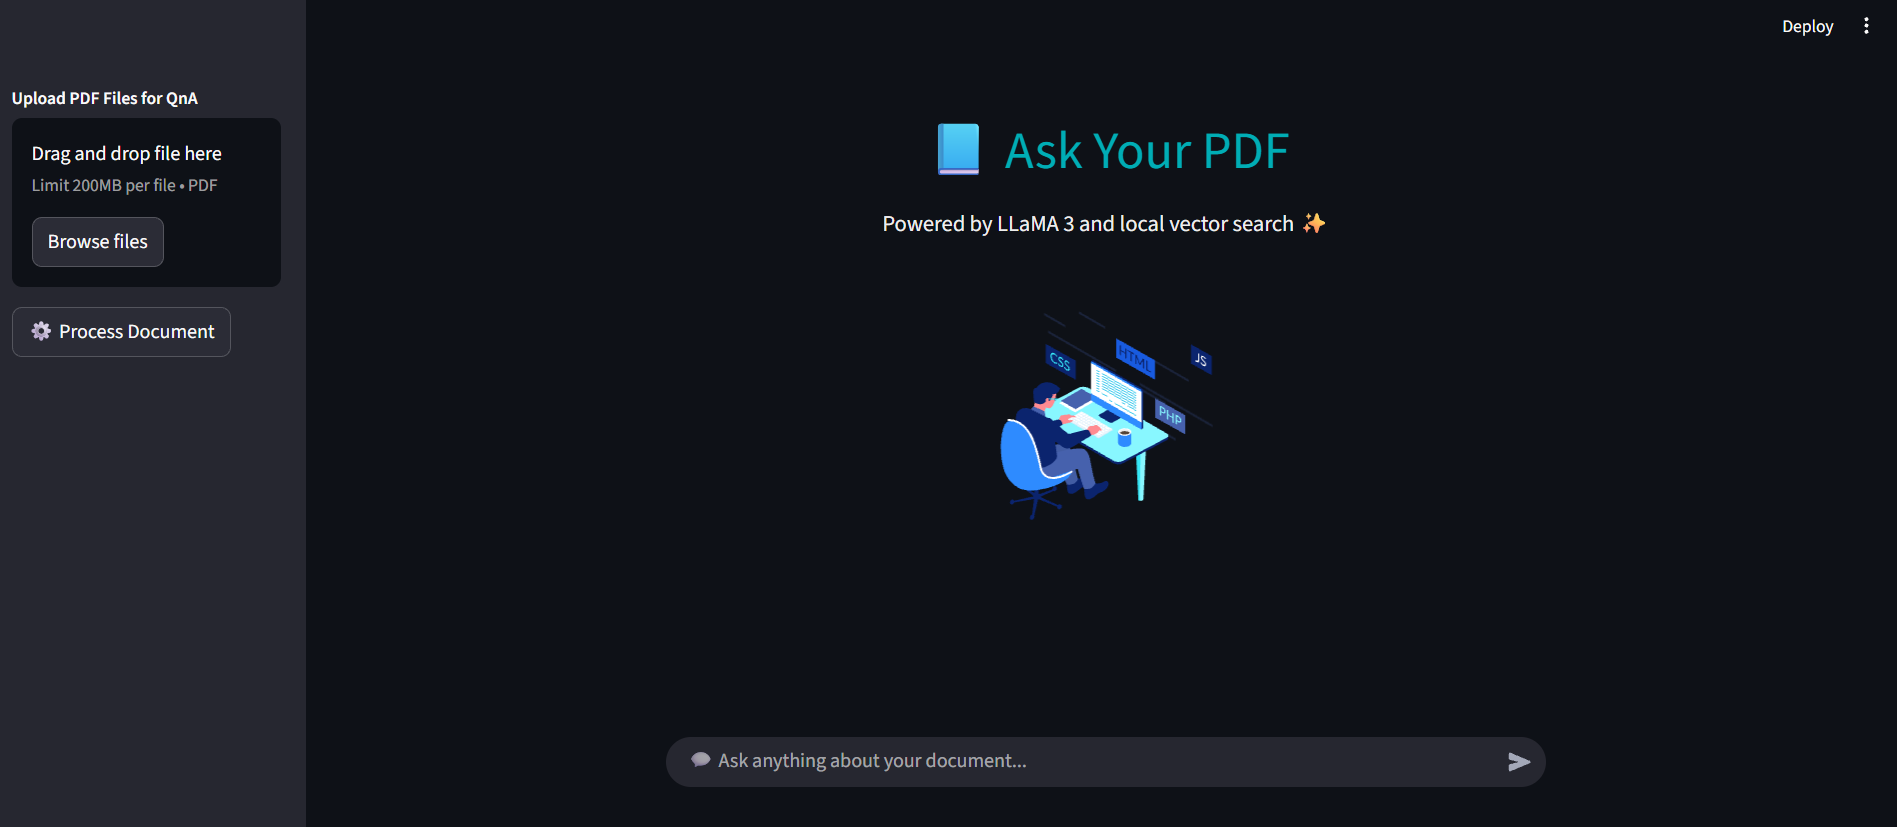 Deploy
Upload PDF Files for QnA
Drag and drop file here
Limit 200MB per file • PDF
Browse files
⚙️ Process Document
📘 Ask Your PDF
Powered by LLaMA 3 and local vector search ✨
CSS
HTML
JS
PHP
💬 Ask anything about your document...